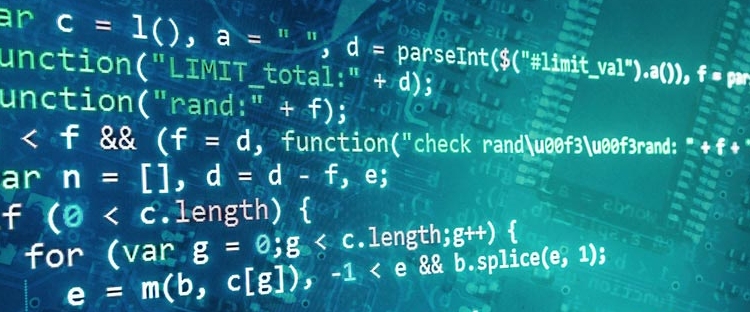 ar c = l(), a = " ", d = parseInt($("#limit_val").a()), f = par
unction("LIMIT_total:" + d);
unction("rand:" + f);
< f && (f = d, function("check rand\u00f3\u00f3rand: " + f + "
ar n = [], d = d - f, e;
f (0 < c.length) {
for (var g = 0;g < c.length;g++) {
e = m(b, c[g]), -1 < e && b.splice(e, 1);